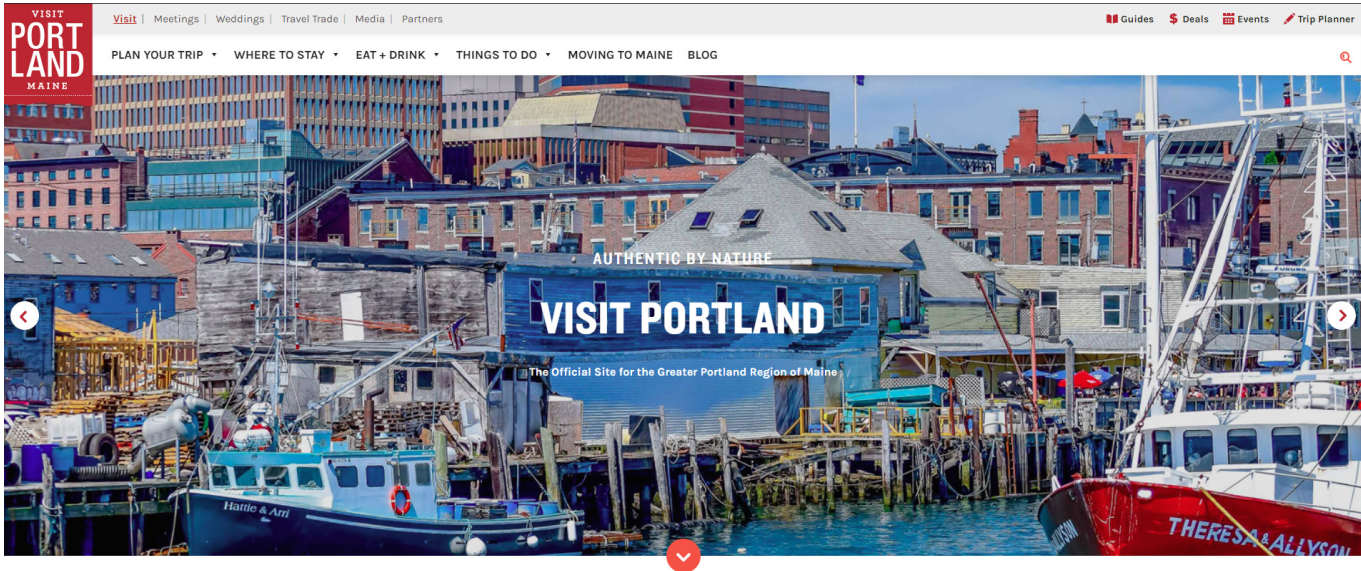 VISIT
PORT
LAND
MAINE
Visit | Meetings | Weddings | Travel Trade | Media | Partners
Guides
Deals
Events
Trip Planner
PLAN YOUR TRIP
WHERE TO STAY
EAT + DRINK
THINGS TO DO
MOVING TO MAINE
BLOG
AUTHENTIC BY NATURE
VISIT PORTLAND
The Official Site for the Greater Portland Region of Maine
FURUNO
Hattie & Arri
THERESA & ALLYSON
ALLYSON